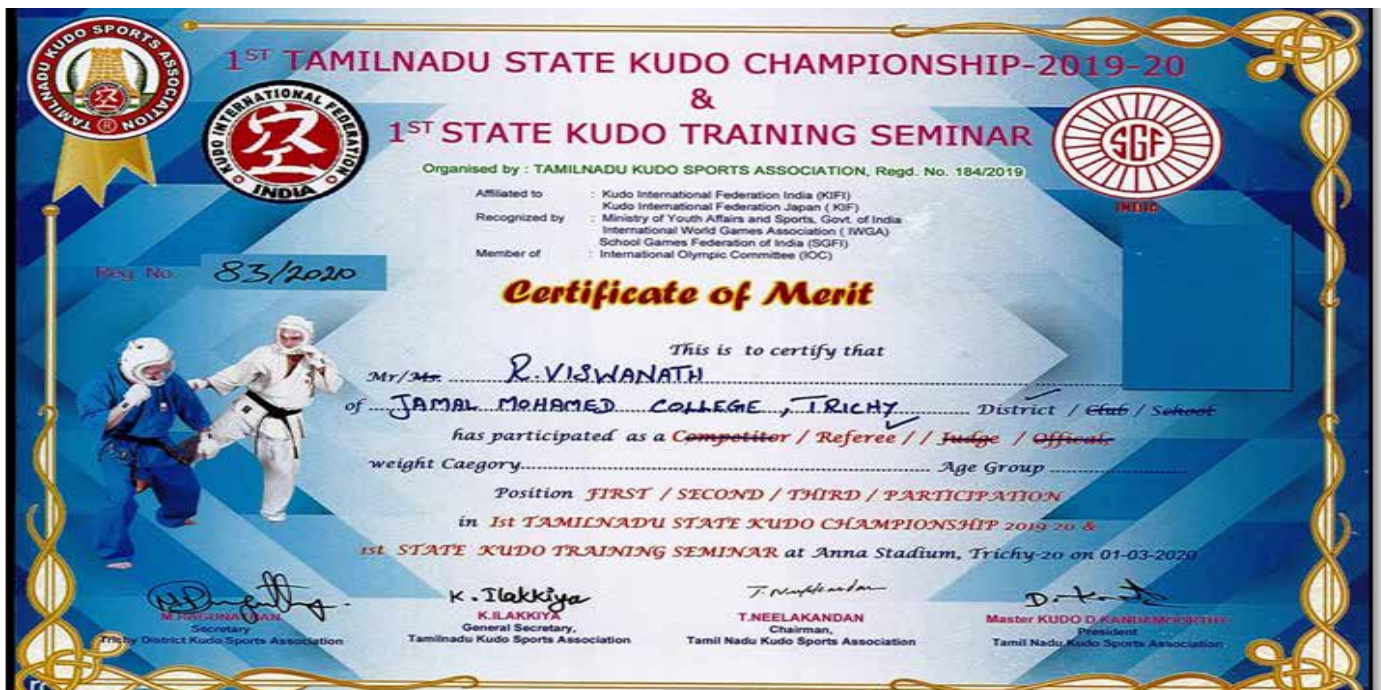 TAMILNADU KUDO SPORTS ASSOCIATION
TAMIL NADU
®
KUDO INTERNATIONAL FEDERATION
INDIA
1ST TAMILNADU STATE KUDO CHAMPIONSHIP-2019-20
&
1ST STATE KUDO TRAINING SEMINAR
SGF
INDIA
Organised by : TAMILNADU KUDO SPORTS ASSOCIATION, Regd. No. 184/2019
Affiliated to : Kudo International Federation India (KIFI)
Kudo International Federation Japan ( KIF)
Recognized by : Ministry of Youth Affairs and Sports, Govt. of India
International World Games Association ( IWGA)
School Games Federation of India (SGFI)
Member of : International Olympic Committee (IOC)
Reg. No. 83/2020
Certificate of Merit
This is to certify that
Mr/Ms. R. VISWANATH
of JAMAL MOHAMED COLLEGE, TRICHY District / Club / School
has participated as a Competitor / Referee / / Judge / Offical.
weight Caegory Age Group
Position FIRST / SECOND / THIRD / PARTICIPATION
in Ist TAMILNADU STATE KUDO CHAMPIONSHIP 2019 20 &
1st STATE KUDO TRAINING SEMINAR at Anna Stadium, Trichy-20 on 01-03-2020
K. Ilakkiya
K.ILAKKIYA T.NEELAKANDAN Master KUDO D.KANDAMOORTHY
Secretary General Secretary, Chairman, President
Trichy District Kudo Sports Association Tamilnadu Kudo Sports Association Tamil Nadu Kudo Sports Association Tamil Nadu Kudo Sports Association